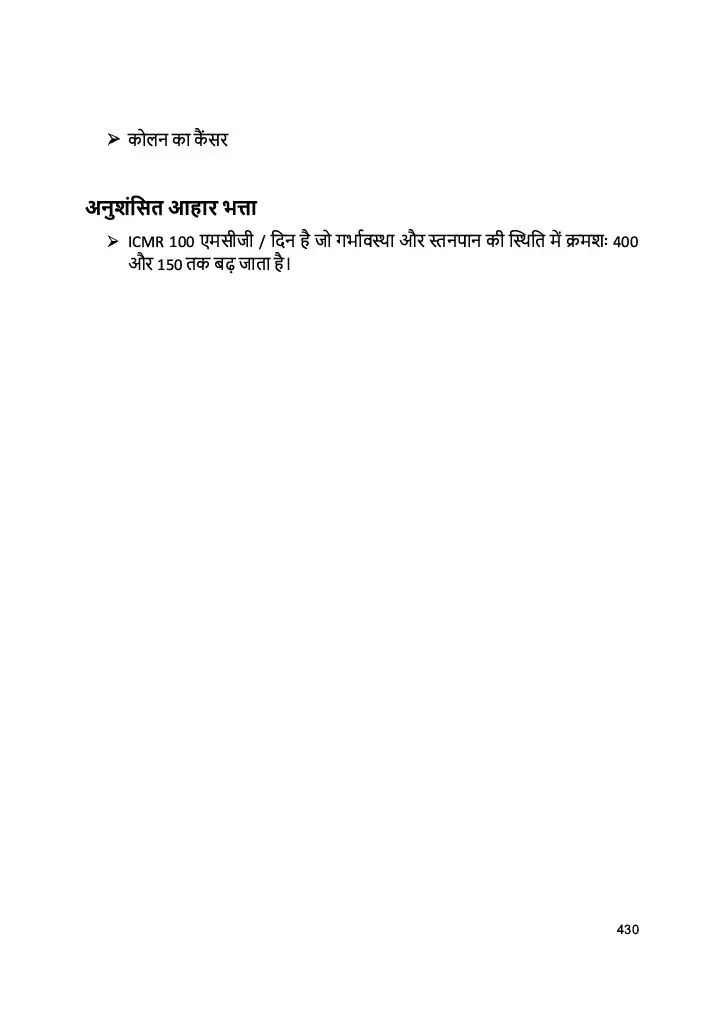 ➢ कोलन का कैंसर
अनुशंसित आहार भत्ता
➢ ICMR 100 एमसीजी / दिन है जो गर्भावस्था और स्तनपान की स्थिति में क्रमशः 400
और 150 तक बढ़ जाता है।
430